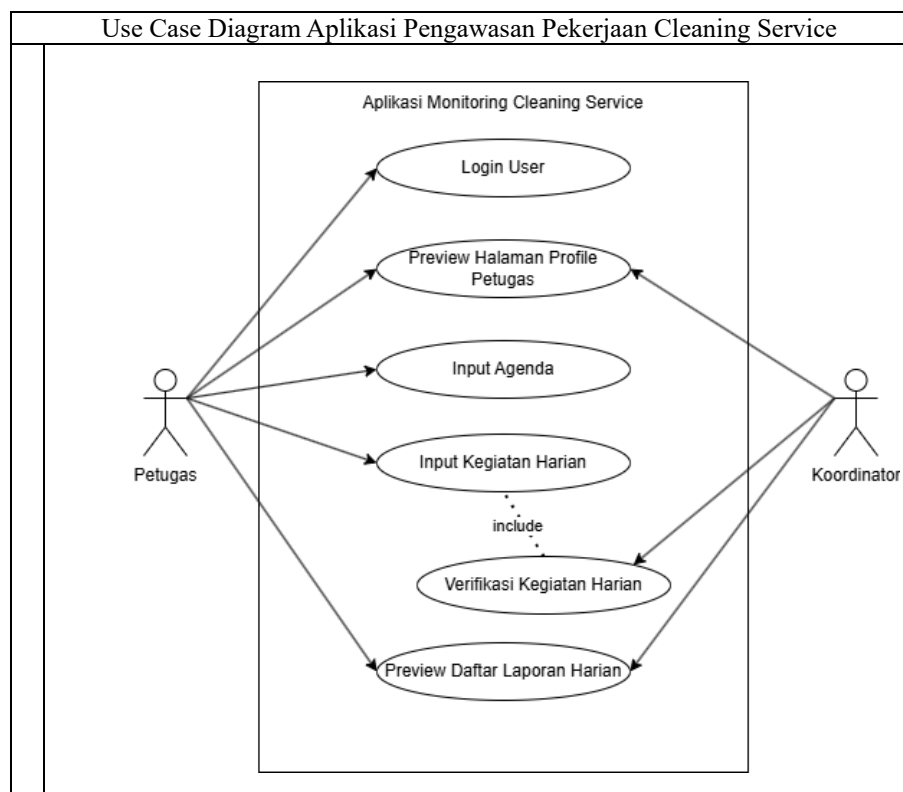 Use Case Diagram Aplikasi Pengawasan Pekerjaan Cleaning Service
Aplikasi Monitoring Cleaning Service
Login User
Preview Halaman Profile
Petugas
Input Agenda
Input Kegiatan Harian
Petugas
Koordinator
include
Verifikasi Kegiatan Harian
Preview Daftar Laporan Harian